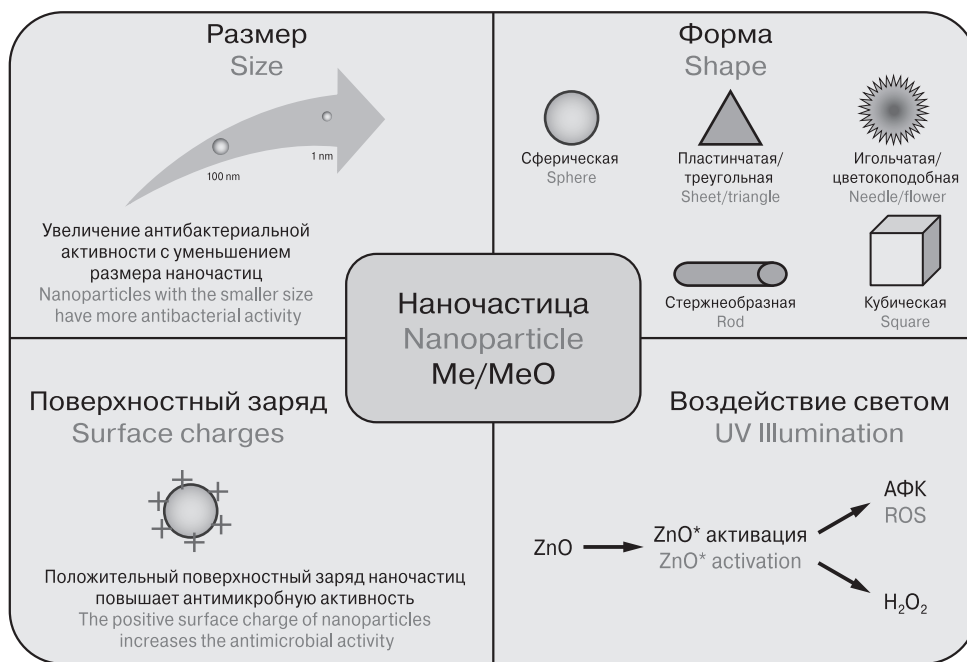 Размер
Size
100 nm
1 nm
Увеличение антибактериальной
активности с уменьшением
размера наночастиц
Nanoparticles with the smaller size
have more antibacterial activity
Форма
Shape
Сферическая
Sphere
Пластинчатая/
треугольная
Sheet/triangle
Игольчатая/
цветокоподобная
Needle/flower
Стержнеобразная
Rod
Кубическая
Square
Наночастица
Nanoparticle
Me/MeO
Поверхностный заряд
Surface charges
Положительный поверхностный заряд наночастиц
повышает антимикробную активность
The positive surface charge of nanoparticles
increases the antimicrobial activity
Воздействие светом
UV Illumination
ZnO
ZnO* активация
ZnO* activation
АФК
ROS
H₂O₂